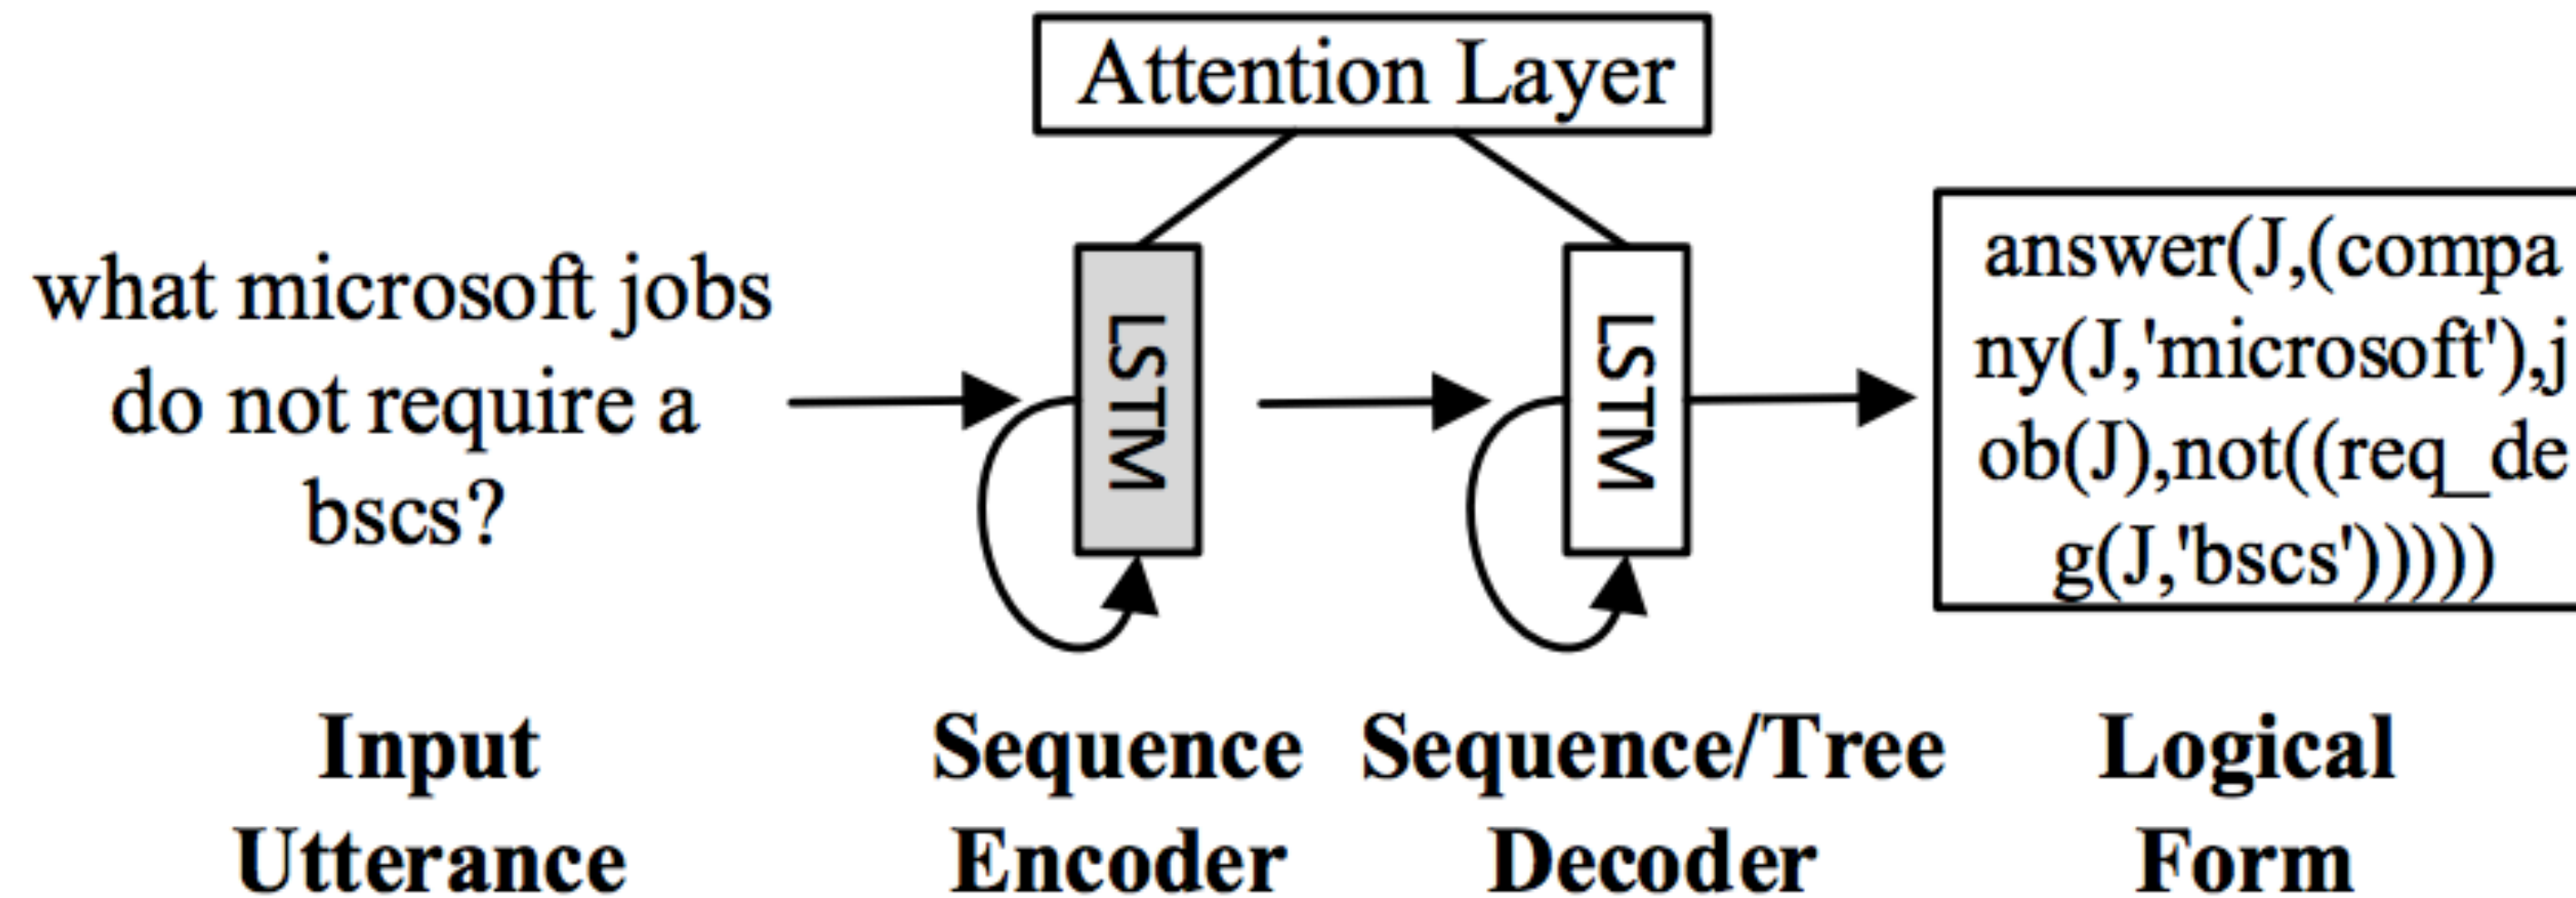 Attention Layer
what microsoft jobs
do not require a
bscs?
LSTM
LSTM
answer(J,(compa
ny(J,'microsoft'),j
ob(J),not((req_de
g(J,'bscs')))))
Input
Utterance
Sequence
Encoder
Sequence/Tree
Decoder
Logical
Form